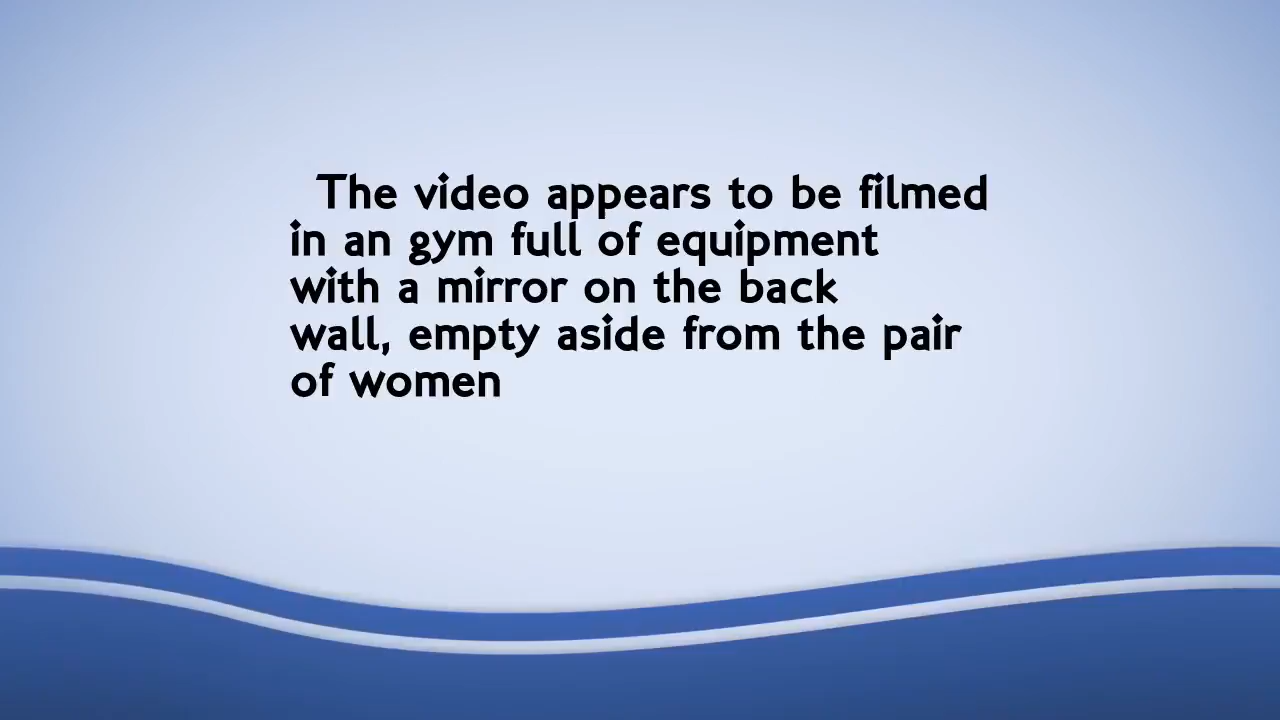 The video appears to be filmed
in an gym full of equipment
with a mirror on the back
wall, empty aside from the pair
of women